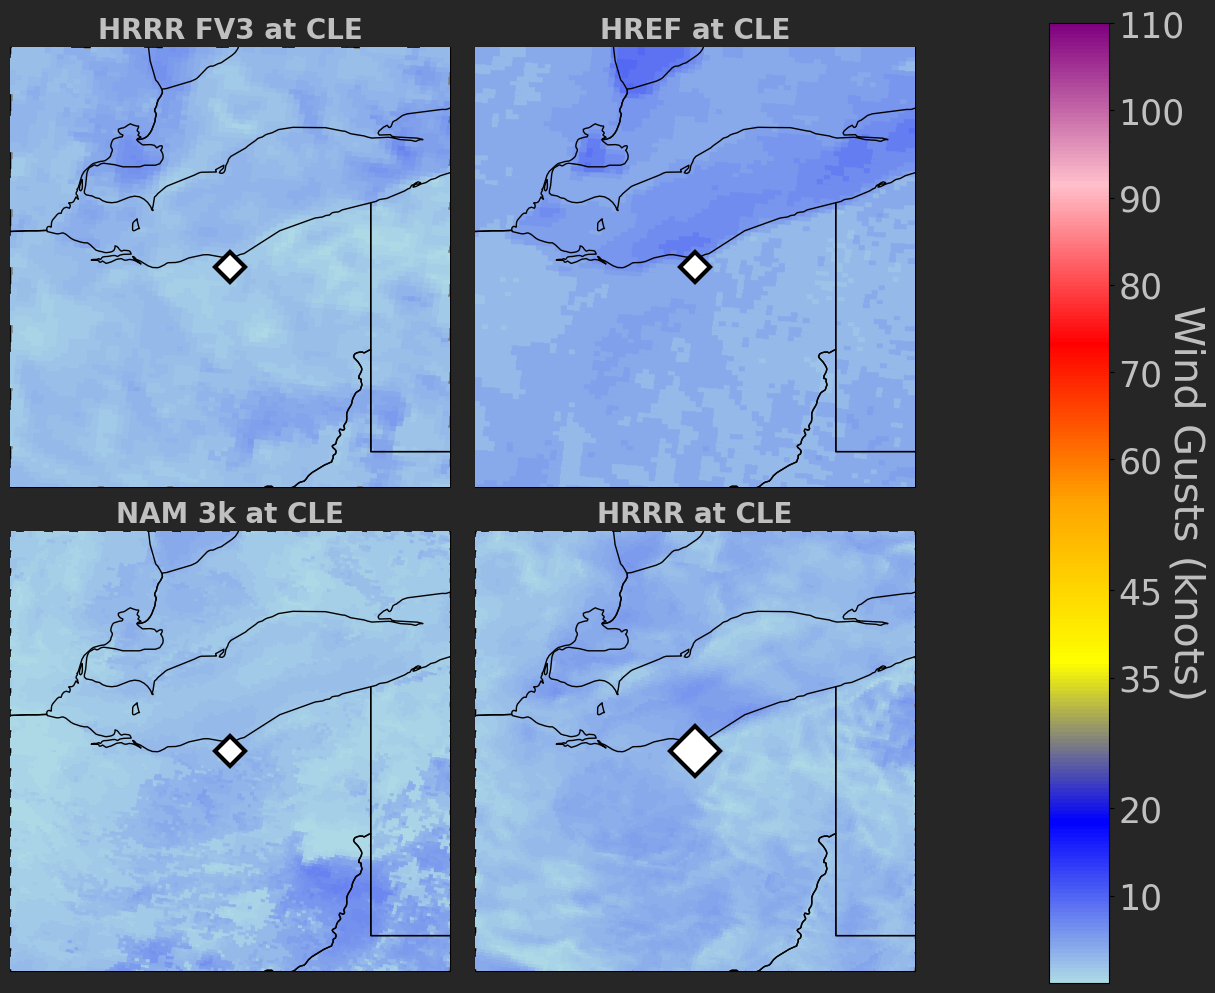 HRRR FV3 at CLE
HREF at CLE
NAM 3k at CLE
HRRR at CLE
110
100
90
80
70
60
45
35
20
10
Wind Gusts (knots)